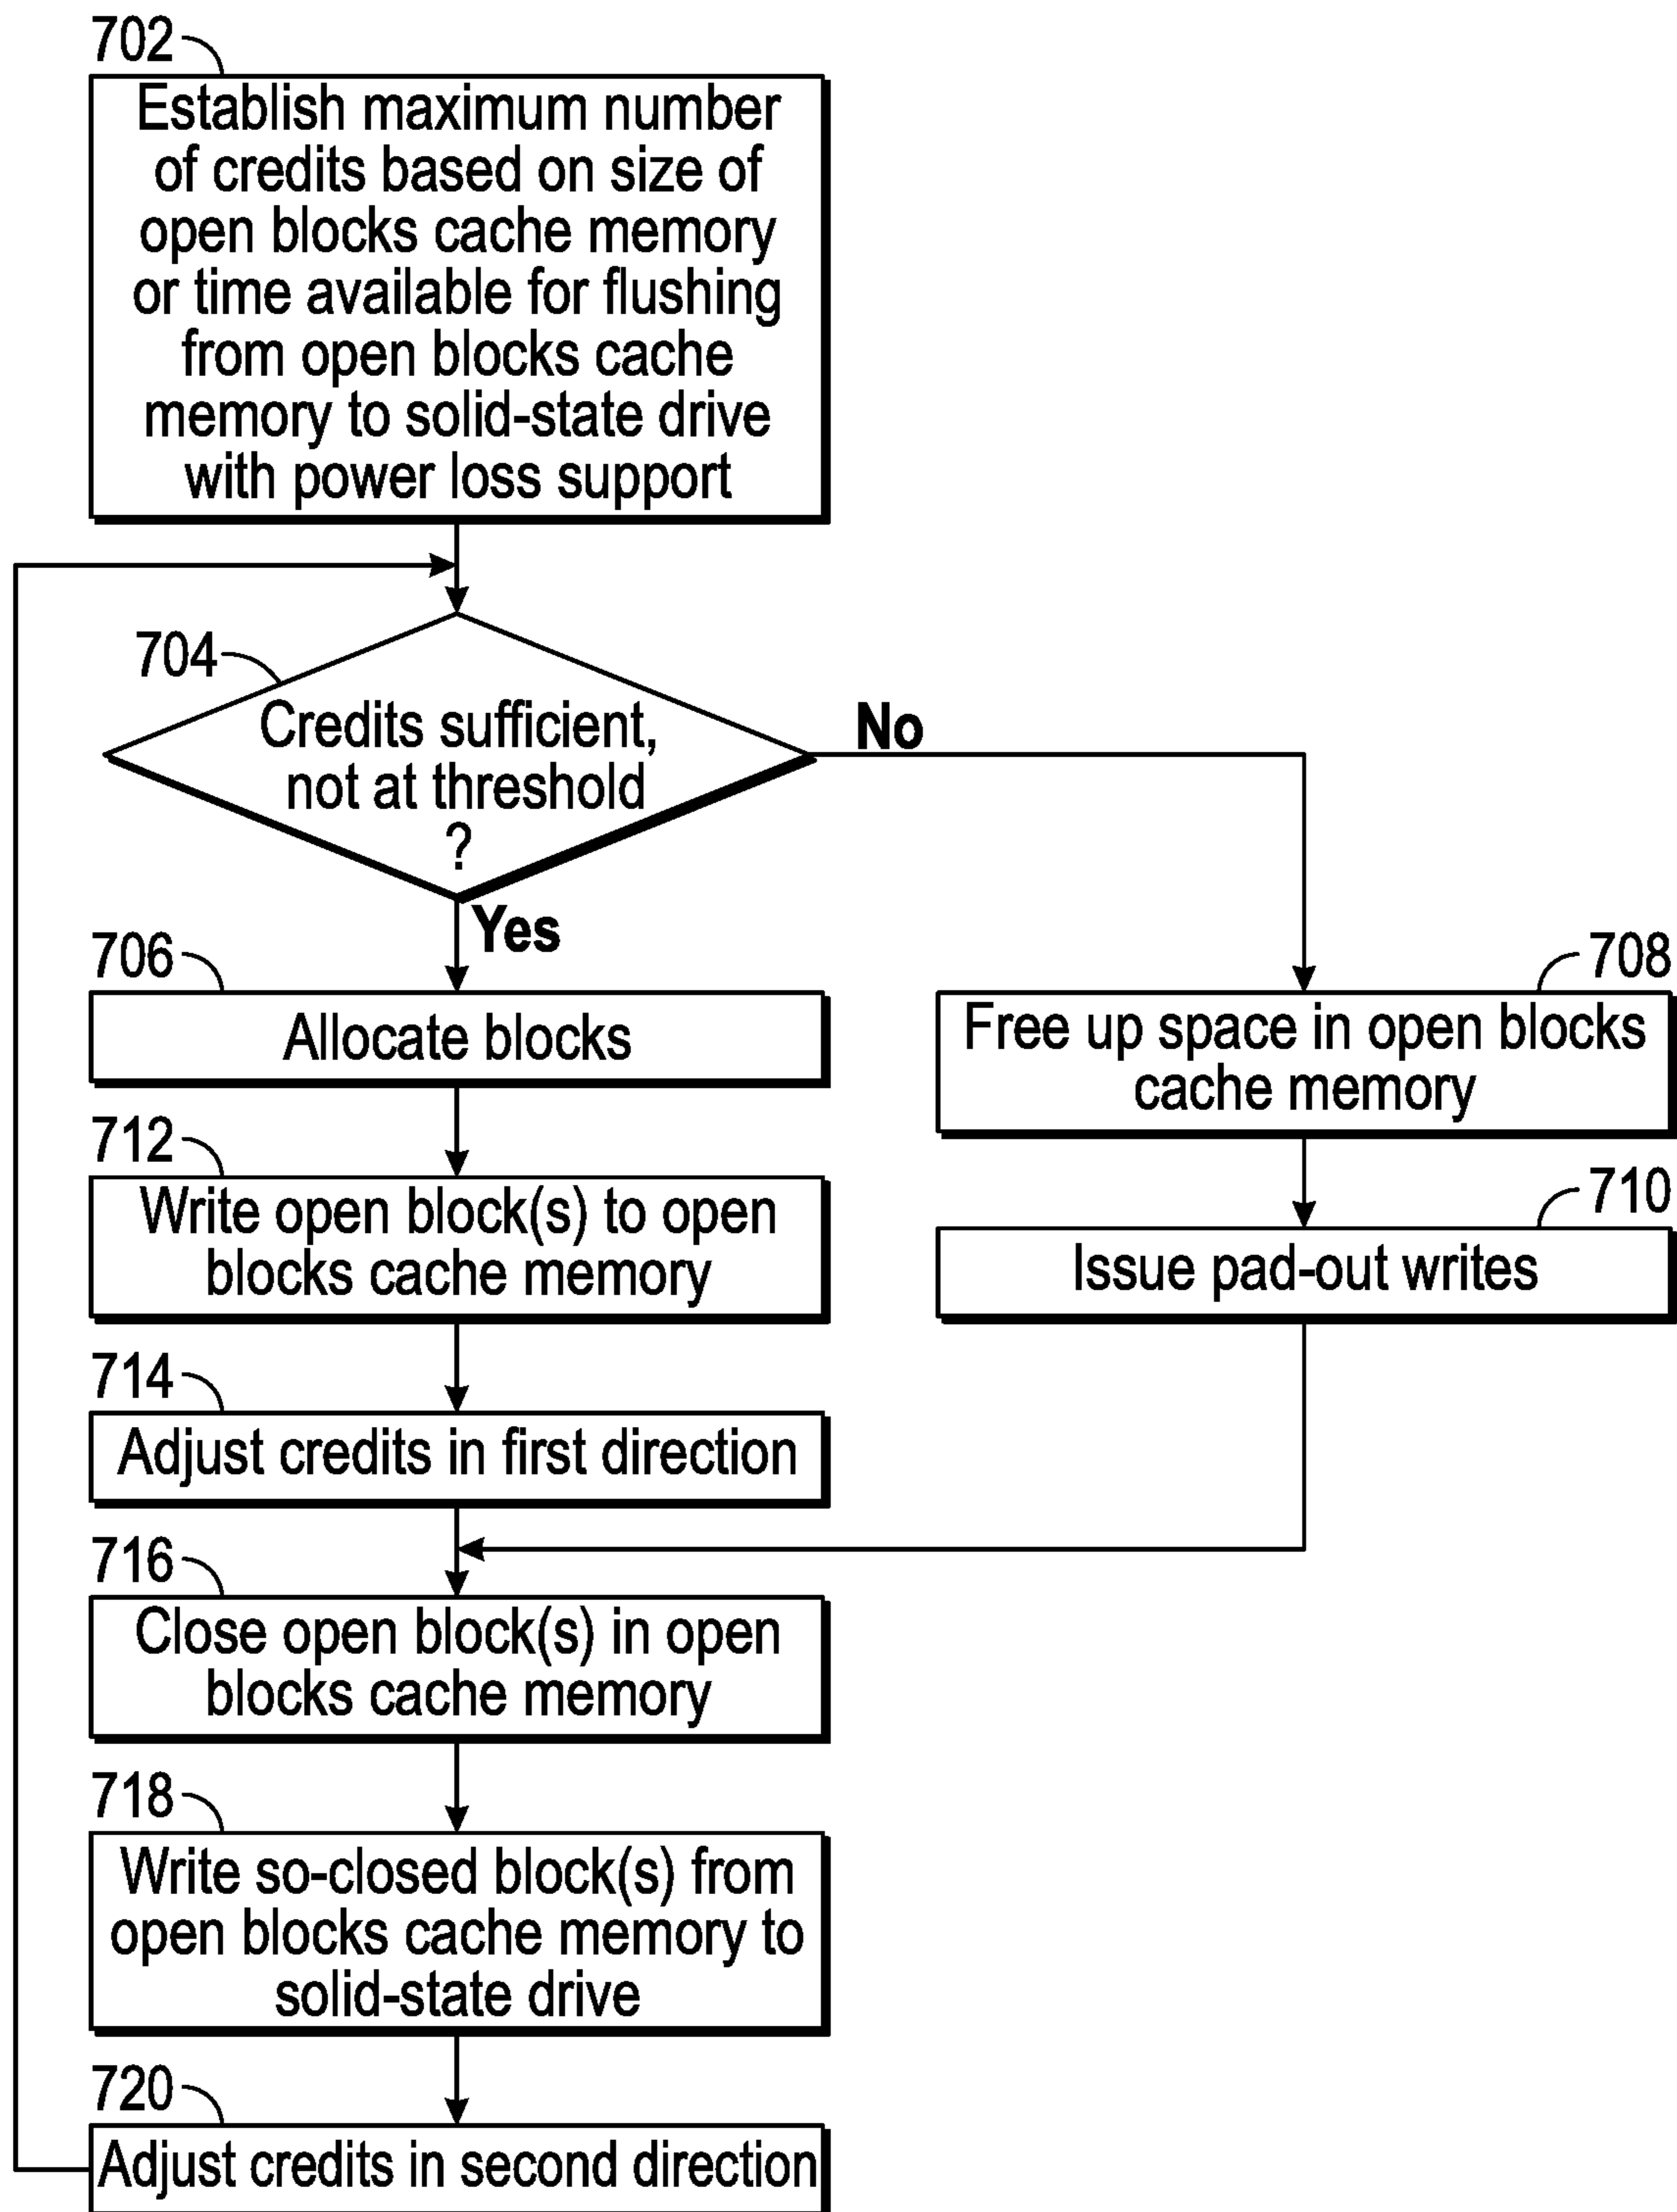 702
Establish maximum number
of credits based on size of
open blocks cache memory
or time available for flushing
from open blocks cache
memory to solid-state drive
with power loss support
704
Credits sufficient,
not at threshold
?
No
Yes
706
Allocate blocks
708
Free up space in open blocks
cache memory
712
Write open block(s) to open
blocks cache memory
710
Issue pad-out writes
714
Adjust credits in first direction
716
Close open block(s) in open
blocks cache memory
718
Write so-closed block(s) from
open blocks cache memory to
solid-state drive
720
Adjust credits in second direction